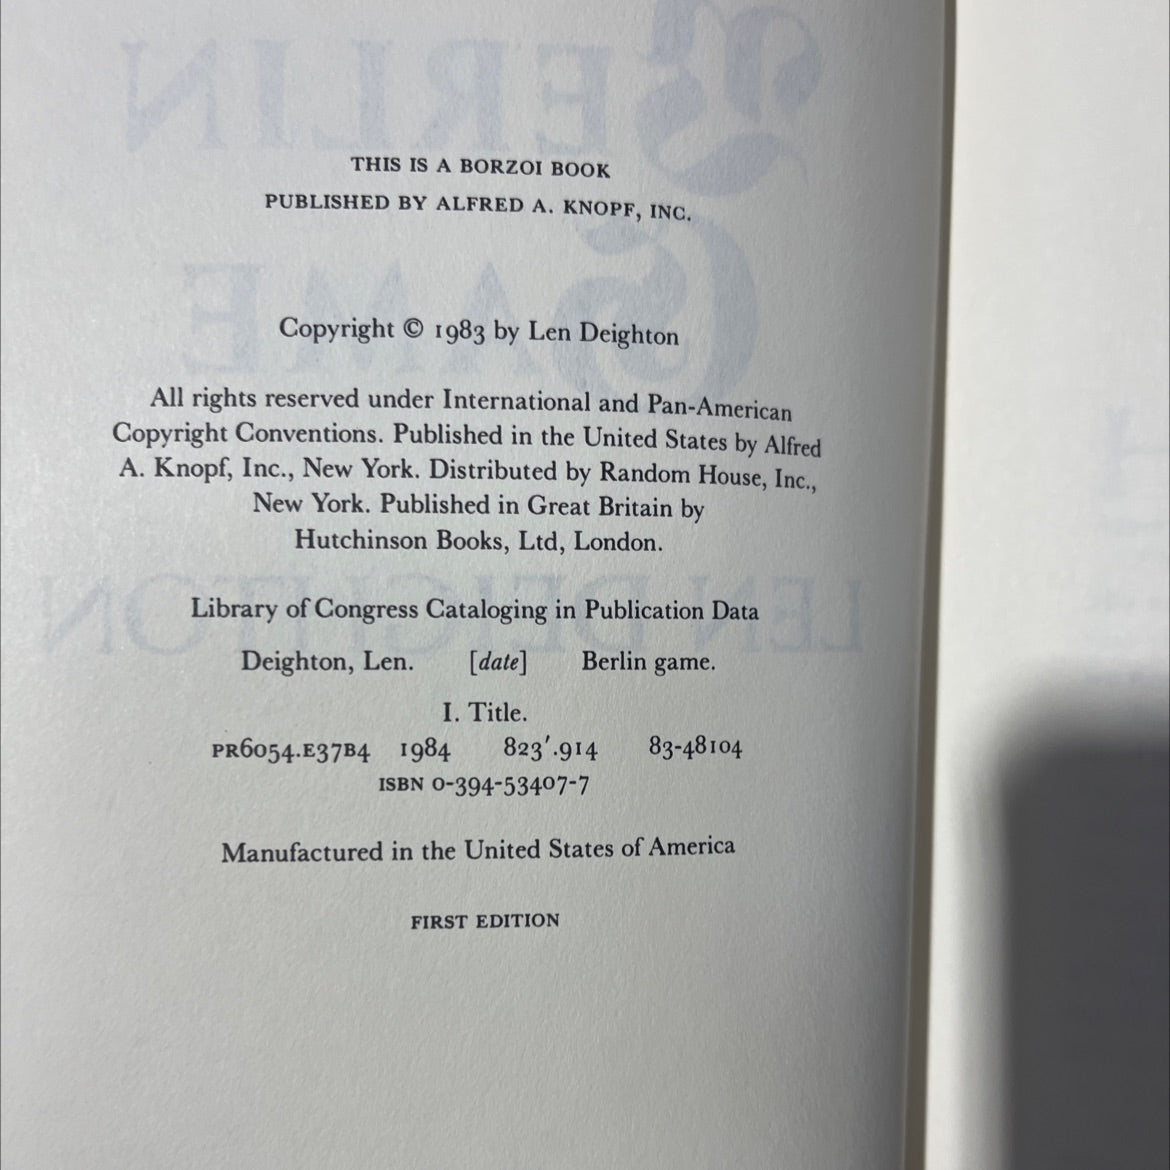 THIS IS A BORZOI BOOK
PUBLISHED BY ALFRED A. KNOPF, INC.
Copyright © 1983 by Len Deighton
All rights reserved under International and Pan-American
Copyright Conventions. Published in the United States by Alfred
A. Knopf, Inc., New York. Distributed by Random House, Inc.,
New York. Published in Great Britain by
Hutchinson Books, Ltd, London.
Library of Congress Cataloging in Publication Data
Deighton, Len. [date] Berlin game.
I. Title.
PR6054.E37B4 1984 823′.914 83-48104
ISBN 0-394-53407-7
Manufactured in the United States of America
FIRST EDITION
BERLIN
GAME
LEN DEIGHTON